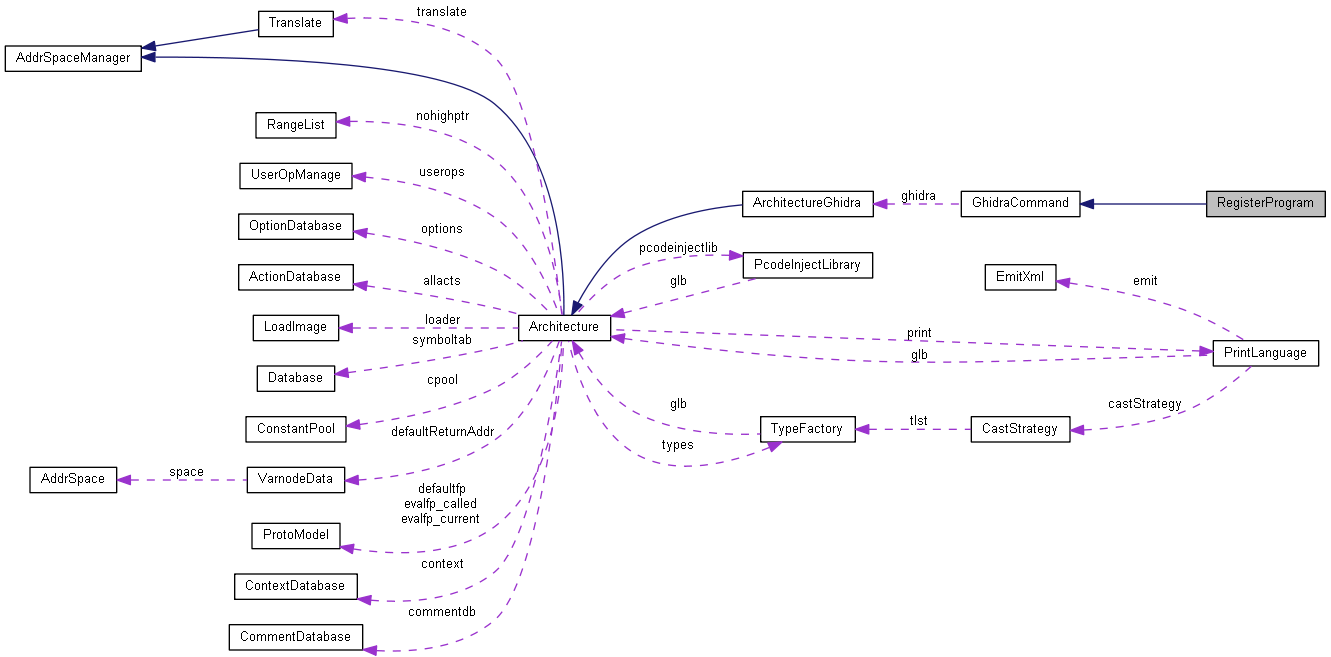 translate
Translate
AddrSpaceManager
nohighptr
RangeList
userops
UserOpManage
ArchitectureGhidra
ghidra
GhidraCommand
RegisterProgram
options
OptionDatabase
pcodeinjectlib
PcodeInjectLibrary
allacts
ActionDatabase
glb
EmitXml
emit
loader
LoadImage
Architecture
symboltab
print
glb
PrintLanguage
Database
cpool
castStrategy
glb
ConstantPool
defaultReturnAddr
TypeFactory
tlst
CastStrategy
types
AddrSpace
space
VarnodeData
defaultfp
evalfp_called
evalfp_current
ProtoModel
context
ContextDatabase
commentdb
CommentDatabase